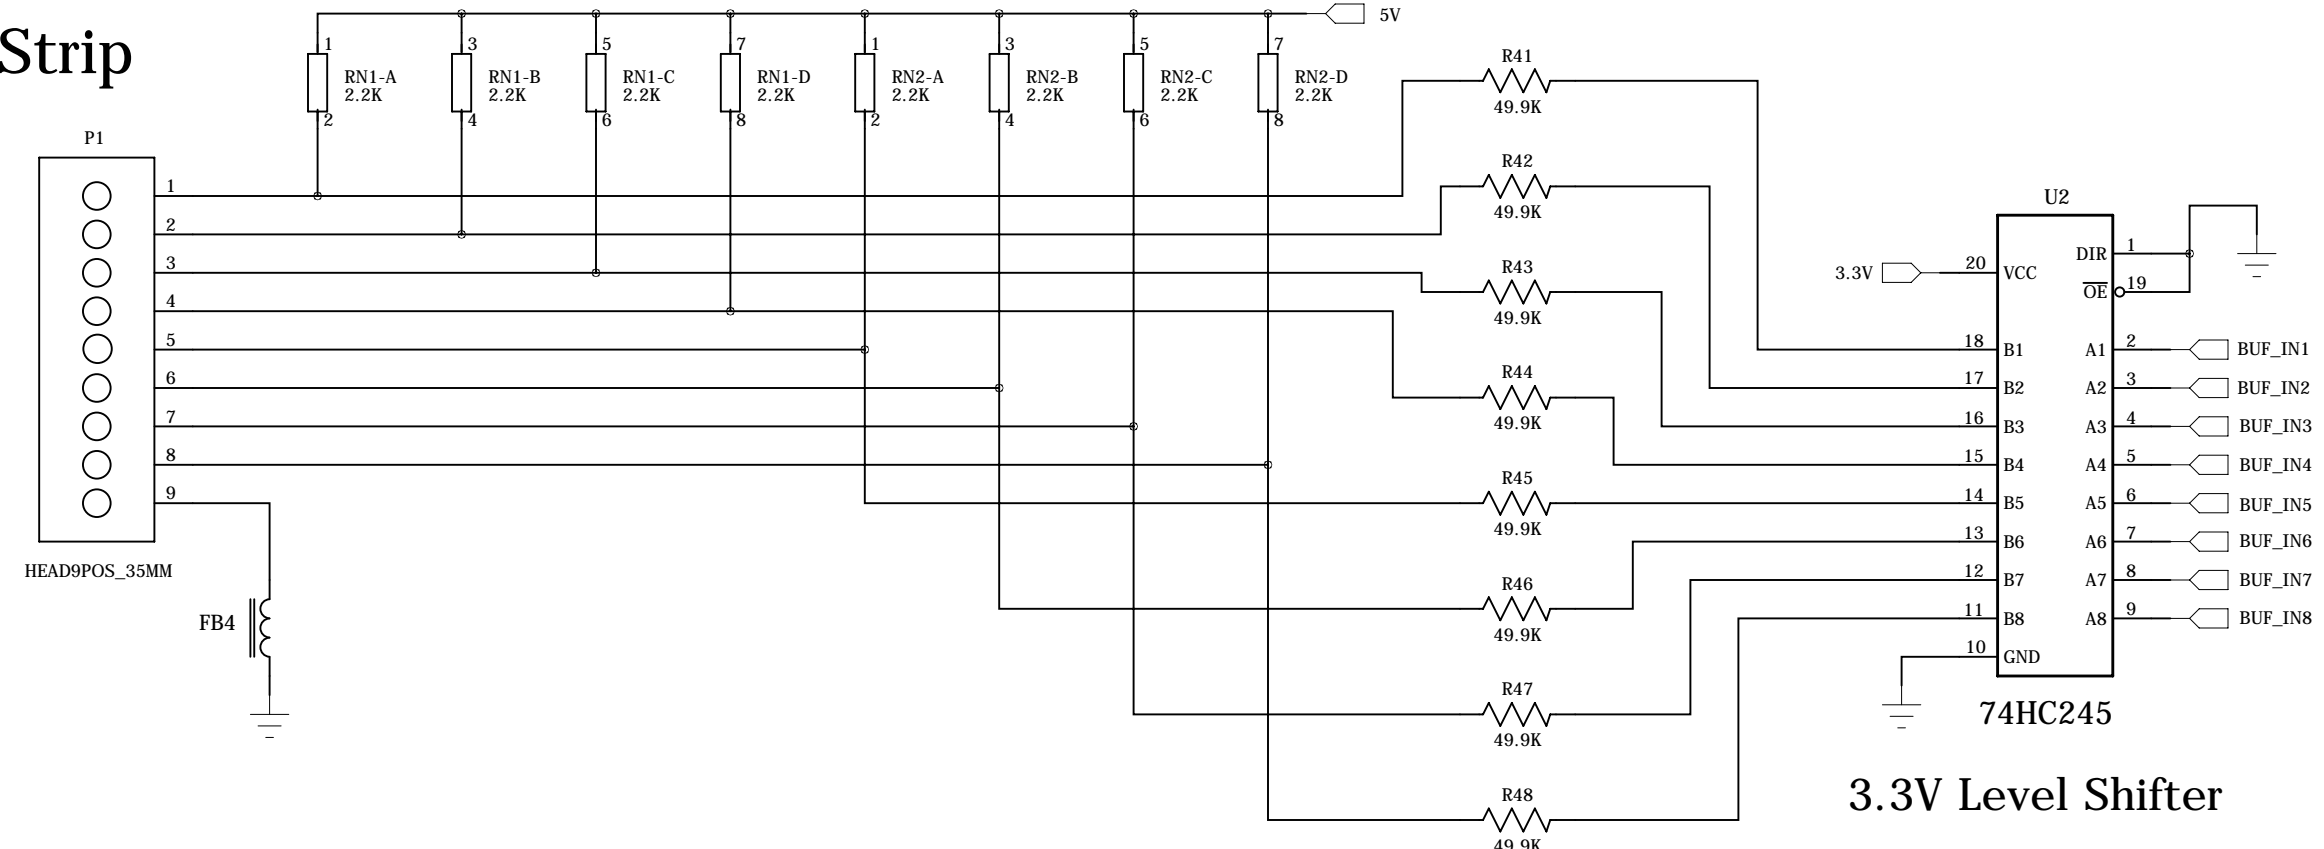 Strip
5V
1
RN1-A
2.2K
2
3
RN1-B
2.2K
4
5
RN1-C
2.2K
6
7
RN1-D
2.2K
8
1
RN2-A
2.2K
2
3
RN2-B
2.2K
4
5
RN2-C
2.2K
6
7
RN2-D
2.2K
8
P1
1
2
3
4
5
6
7
8
9
HEAD9POS_35MM
FB4
R41
49.9K
R42
49.9K
R43
49.9K
R44
49.9K
R45
49.9K
R46
49.9K
R47
49.9K
R48
49.9K
U2
3.3V
20 VCC
DIR 1
OE 19
18 B1 A1 2 BUF_IN1
17 B2 A2 3 BUF_IN2
16 B3 A3 4 BUF_IN3
15 B4 A4 5 BUF_IN4
14 B5 A5 6 BUF_IN5
13 B6 A6 7 BUF_IN6
12 B7 A7 8 BUF_IN7
11 B8 A8 9 BUF_IN8
10 GND
74HC245
3.3V Level Shifter